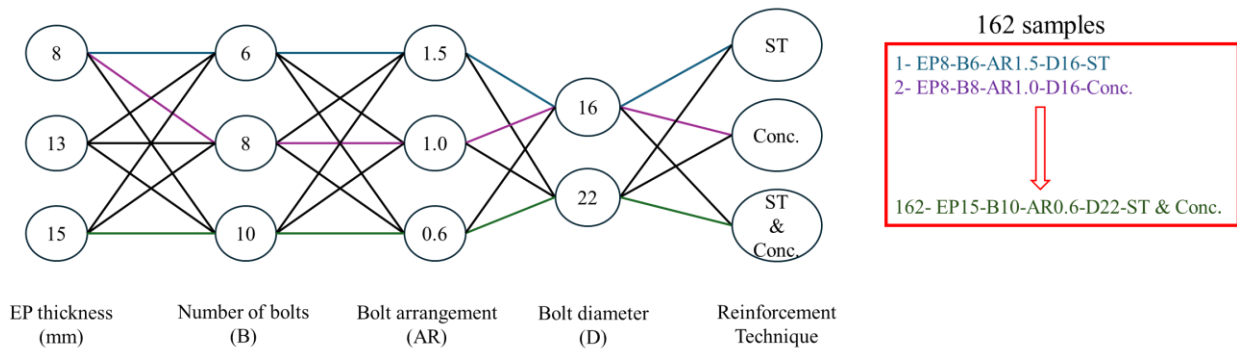 8
6
1.5
ST
13
8
1.0
16
Conc.
15
10
0.6
22
ST
&
Conc.
EP thickness
(mm)
Number of bolts
(B)
Bolt arrangement
(AR)
Bolt diameter
(D)
Reinforcement
Technique
162 samples
1- EP8-B6-AR1.5-D16-ST
2- EP8-B8-AR1.0-D16-Conc.
162- EP15-B10-AR0.6-D22-ST & Conc.